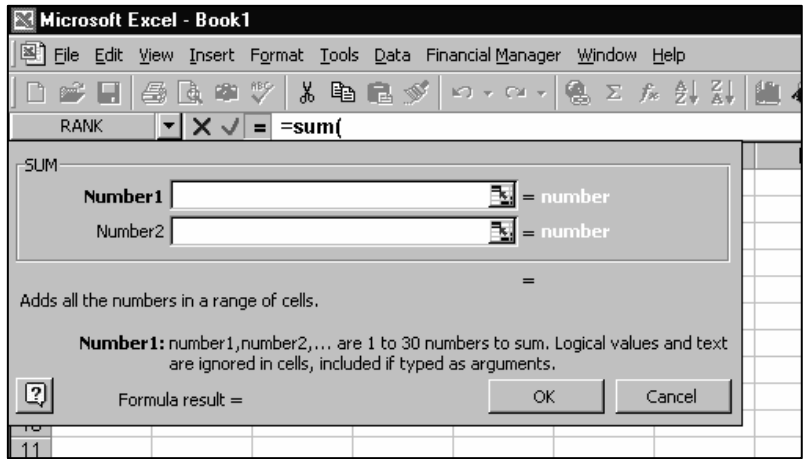 Microsoft Excel - Book1
File Edit View Insert Format Tools Data Financial Manager Window Help
RANK = =sum(
SUM
Number1 = number
Number2 = number
=
Adds all the numbers in a range of cells.
Number1: number1,number2,... are 1 to 30 numbers to sum. Logical values and text
are ignored in cells, included if typed as arguments.
? Formula result = OK Cancel
11